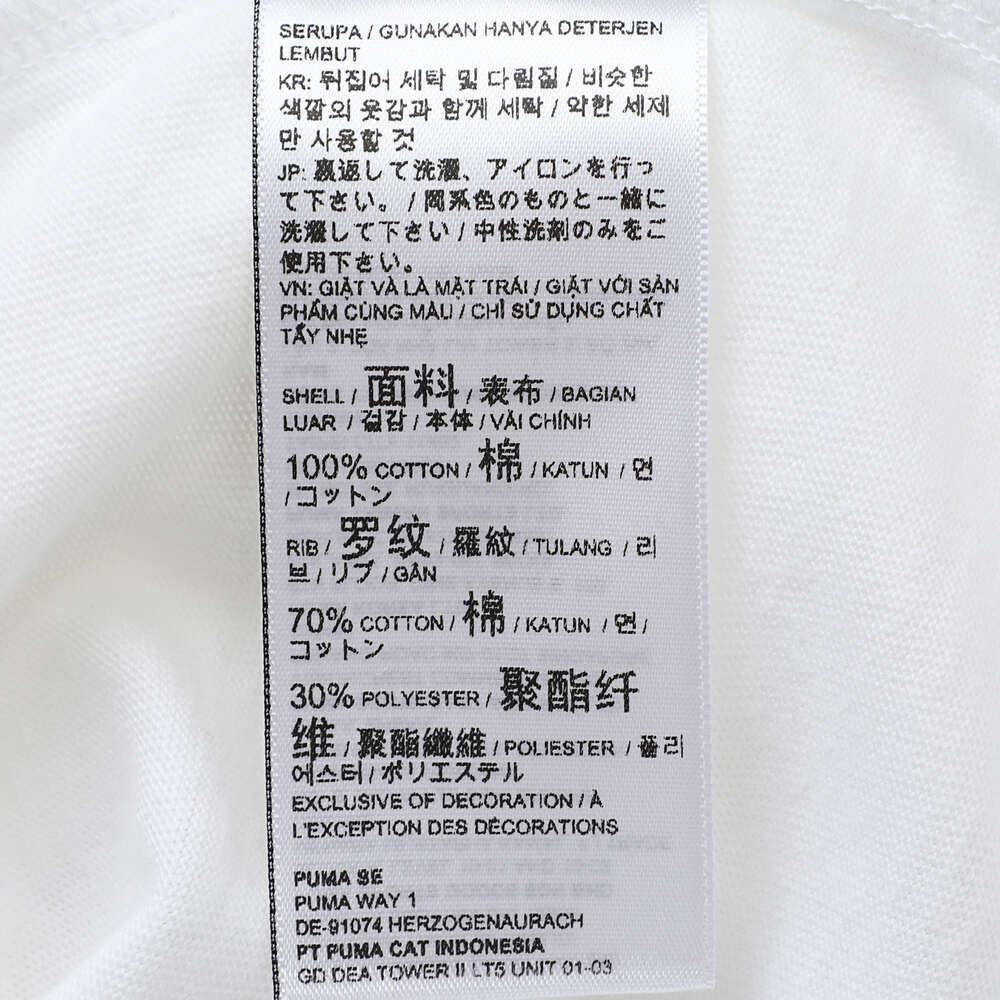 SERUPA / GUNAKAN HANYA DETERJEN
LEMBUT
KR: 뒤집어 세탁 및 다림질 / 비슷한
색깔의 옷감과 함께 세탁 / 약한 세제
만 사용할 것
JP: 裏返して洗濯、アイロンを行っ
て下さい。 / 同系色のものと一緒に
洗濯して下さい / 中性洗剤のみをご
使用下さい。
VN: GIẶT VÀ LÀ MẶT TRÁI / GIẶT VỚI SẢN
PHẨM CÙNG MÀU / CHỈ SỬ DỤNG CHẤT
TẨY NHẸ
SHELL / 面料 / 表布 / BAGIAN
LUAR / 겉감 / 本体 / VẢI CHÍNH
100% COTTON / 棉 / KATUN / 면
/ コットン
RIB / 罗纹 / 羅紋 / TULANG / 리
브 / リブ / GÂN
70% COTTON / 棉 / KATUN / 면 /
コットン
30% POLYESTER / 聚酯纤
维 / 聚酯纖維 / POLIESTER / 폴리
에스터 / ポリエステル
EXCLUSIVE OF DECORATION / À
L'EXCEPTION DES DÉCORATIONS
PUMA SE
PUMA WAY 1
DE-91074 HERZOGENAURACH
PT PUMA CAT INDONESIA
GD DEA TOWER II LT5 UNIT 01-03